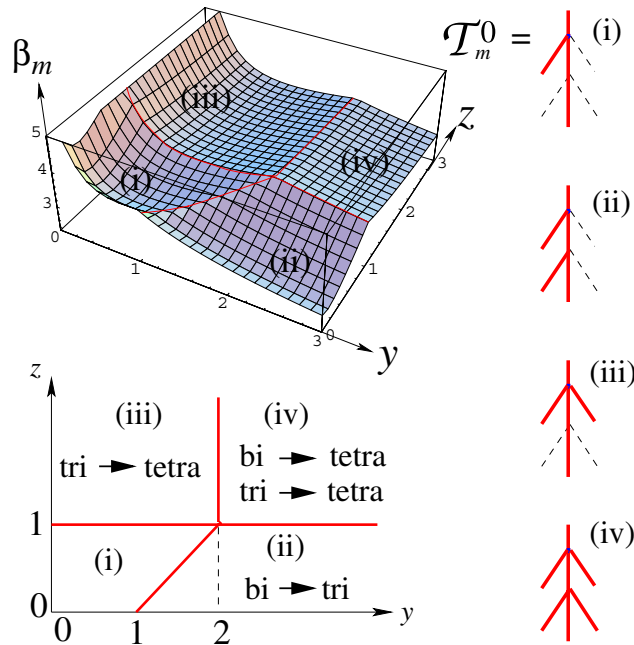 β_m
5
4
3
0
1
2
3
y
0
1
2
3
z
(i)
(ii)
(iii)
(iv)
𝒯_m^0 =
(i)
(ii)
(iii)
(iv)
z
(iii)
(iv)
tri → tetra
bi → tetra
tri → tetra
1
(i)
(ii)
bi → tri
0
0
1
2
y